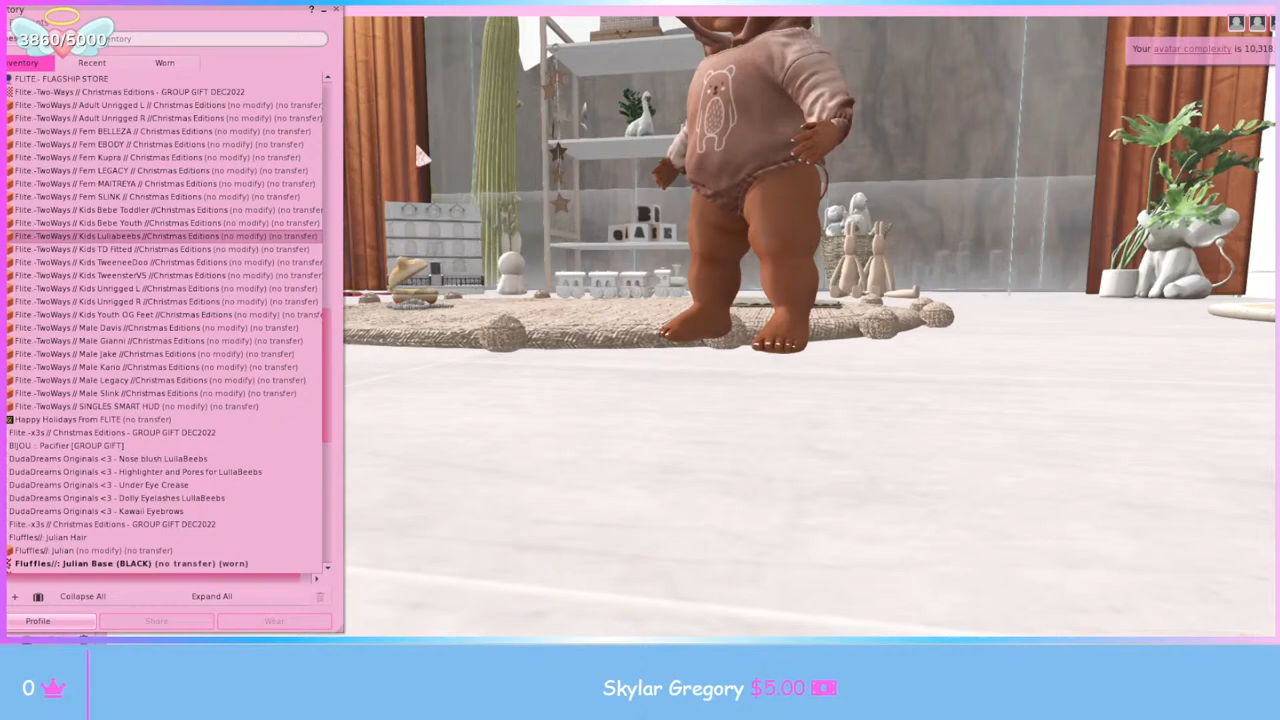 tory
3860/5000
entory
nventory Recent Worn
FLITE.- FLAGSHIP STORE
Flite.-Two-Ways // Christmas Editions - GROUP GIFT DEC2022
Flite.-TwoWays // Adult Unrigged L // Christmas Editions (no modify) (no transfer
Flite.-TwoWays // Adult Unrigged R //Christmas Editions (no modify) (no transfer
Flite.-TwoWays // Fem BELLEZA // Christmas Editions (no modify) (no transfer)
Flite.-TwoWays // Fem EBODY // Christmas Editions (no modify) (no transfer)
Flite.-TwoWays // Fem Kupra // Christmas Editions (no modify) (no transfer)
Flite.-TwoWays // Fem LEGACY // Christmas Editions (no modify) (no transfer)
Flite.-TwoWays // Fem MAITREYA // Christmas Editions (no modify) (no transfer)
Flite.-TwoWays // Fem SLINK // Christmas Editions (no modify) (no transfer)
Flite.-TwoWays // Kids Bebe Toddler //Christmas Editions (no modify) (no transfer
Flite.-TwoWays // Kids Bebe Youth //Christmas Editions (no modify) (no transfer)
Flite.-TwoWays // Kids Lullabeebs //Christmas Editions (no modify) (no transfer)
Flite.-TwoWays // Kids TD Fitted //Christmas Editions (no modify) (no transfer)
Flite.-TwoWays // Kids TweeneeDoo //Christmas Editions (no modify) (no transfer)
Flite.-TwoWays // Kids TweensterVS //Christmas Editions (no modify) (no transfer)
Flite.-TwoWays // Kids Unrigged L //Christmas Editions (no modify) (no transfer)
Flite.-TwoWays // Kids Unrigged R //Christmas Editions (no modify) (no transfer)
Flite.-TwoWays // Kids Youth OG Feet //Christmas Editions (no modify) (no transfer
Flite.-TwoWays // Male Davis //Christmas Editions (no modify) (no transfer)
Flite.-TwoWays // Male Gianni //Christmas Editions (no modify) (no transfer)
Flite.-TwoWays // Male Jake //Christmas Editions (no modify) (no transfer)
Flite.-TwoWays // Male Kario //Christmas Editions (no modify) (no transfer)
Flite.-TwoWays // Male Legacy //Christmas Editions (no modify) (no transfer)
Flite.-TwoWays // Male Slink //Christmas Editions (no modify) (no transfer)
Flite.-TwoWays // SINGLES SMART HUD (no modify) (no transfer)
Happy Holidays From FLITE (no transfer)
Flite.-x3s // Christmas Editions - GROUP GIFT DEC2022
BIJOU :. Pacifier [GROUP GIFT]
DudaDreams Originals <3 - Nose blush LullaBeebs
DudaDreams Originals <3 - Highlighter and Pores for LullaBeebs
DudaDreams Originals <3 - Under Eye Crease
DudaDreams Originals <3 - Dolly Eyelashes LullaBeebs
DudaDreams Originals <3 - Kawaii Eyebrows
Flite.-x3s // Christmas Editions - GROUP GIFT DEC2022
Fluffles//: Julian Hair
Fluffles//: Julian (no modify) (no transfer)
Fluffles//: Julian Base (BLACK) (no transfer) (worn)
Collapse All Expand All
Profile Share Wear
Your avatar complexity is 10,318.
0
Skylar Gregory $5.00